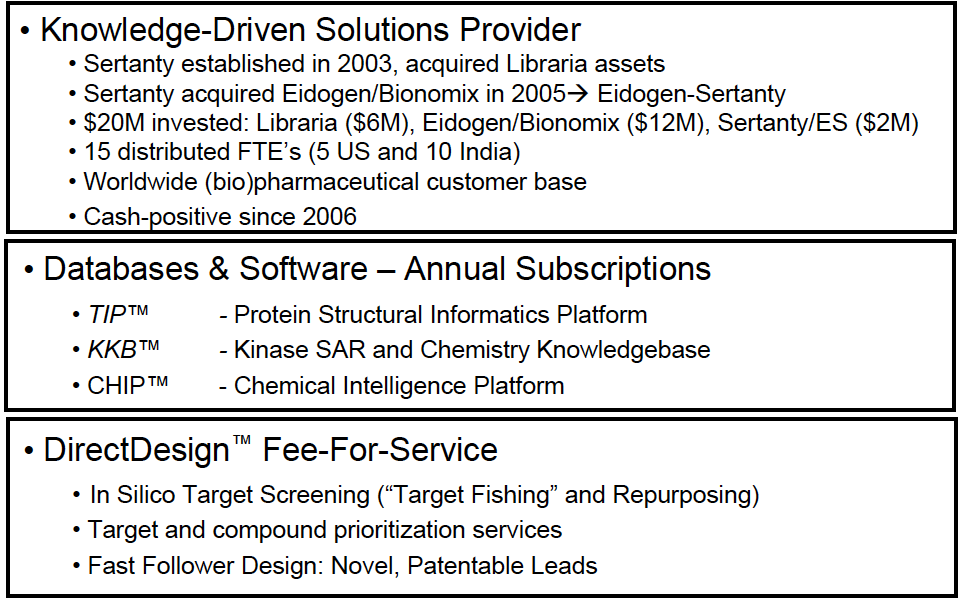 • Knowledge-Driven Solutions Provider
• Sertanty established in 2003, acquired Libraria assets
• Sertanty acquired Eidogen/Bionomix in 2005→ Eidogen-Sertanty
• $20M invested: Libraria ($6M), Eidogen/Bionomix ($12M), Sertanty/ES ($2M)
• 15 distributed FTE’s (5 US and 10 India)
• Worldwide (bio)pharmaceutical customer base
• Cash-positive since 2006
• Databases & Software – Annual Subscriptions
• TIP™ - Protein Structural Informatics Platform
• KKB™ - Kinase SAR and Chemistry Knowledgebase
• CHIP™ - Chemical Intelligence Platform
• DirectDesign™ Fee-For-Service
• In Silico Target Screening (“Target Fishing” and Repurposing)
• Target and compound prioritization services
• Fast Follower Design: Novel, Patentable Leads